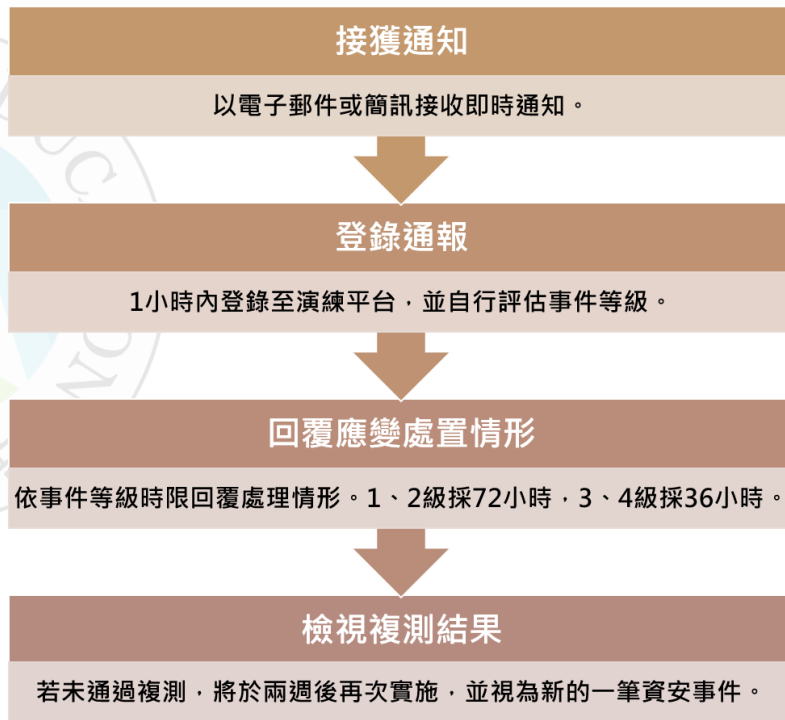 接獲通知
以電子郵件或簡訊接收即時通知。
登錄通報
1小時內登錄至演練平台，並自行評估事件等級。
回覆應變處置情形
依事件等級時限回覆處理情形。1、2級採72小時，3、4級採36小時。
檢視複測結果
若未通過複測，將於兩週後再次實施，並視為新的一筆資安事件。